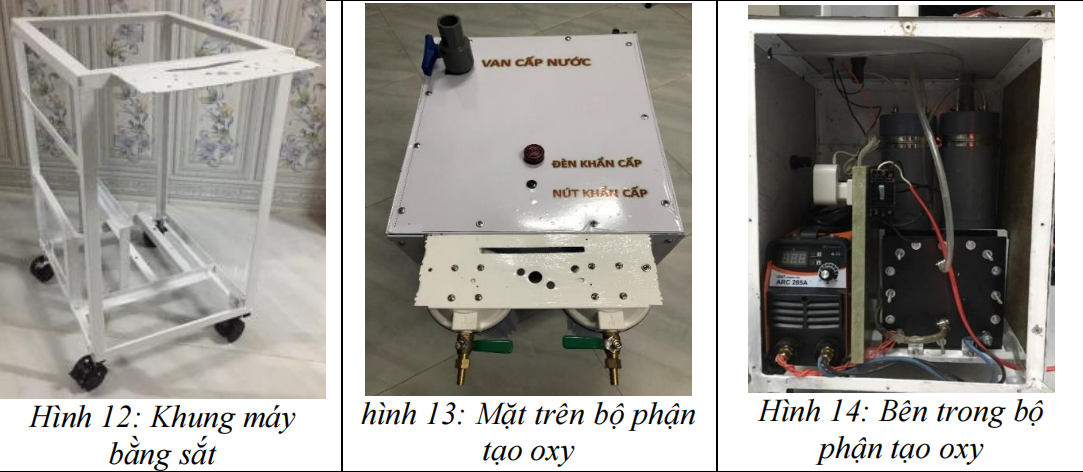 VAN CẤP NƯỚC
ĐÈN KHẨN CẤP
NÚT KHẨN CẤP
ARC 285A
Hình 12: Khung máy
bằng sắt
hình 13: Mặt trên bộ phận
tạo oxy
Hình 14: Bên trong bộ
phận tạo oxy